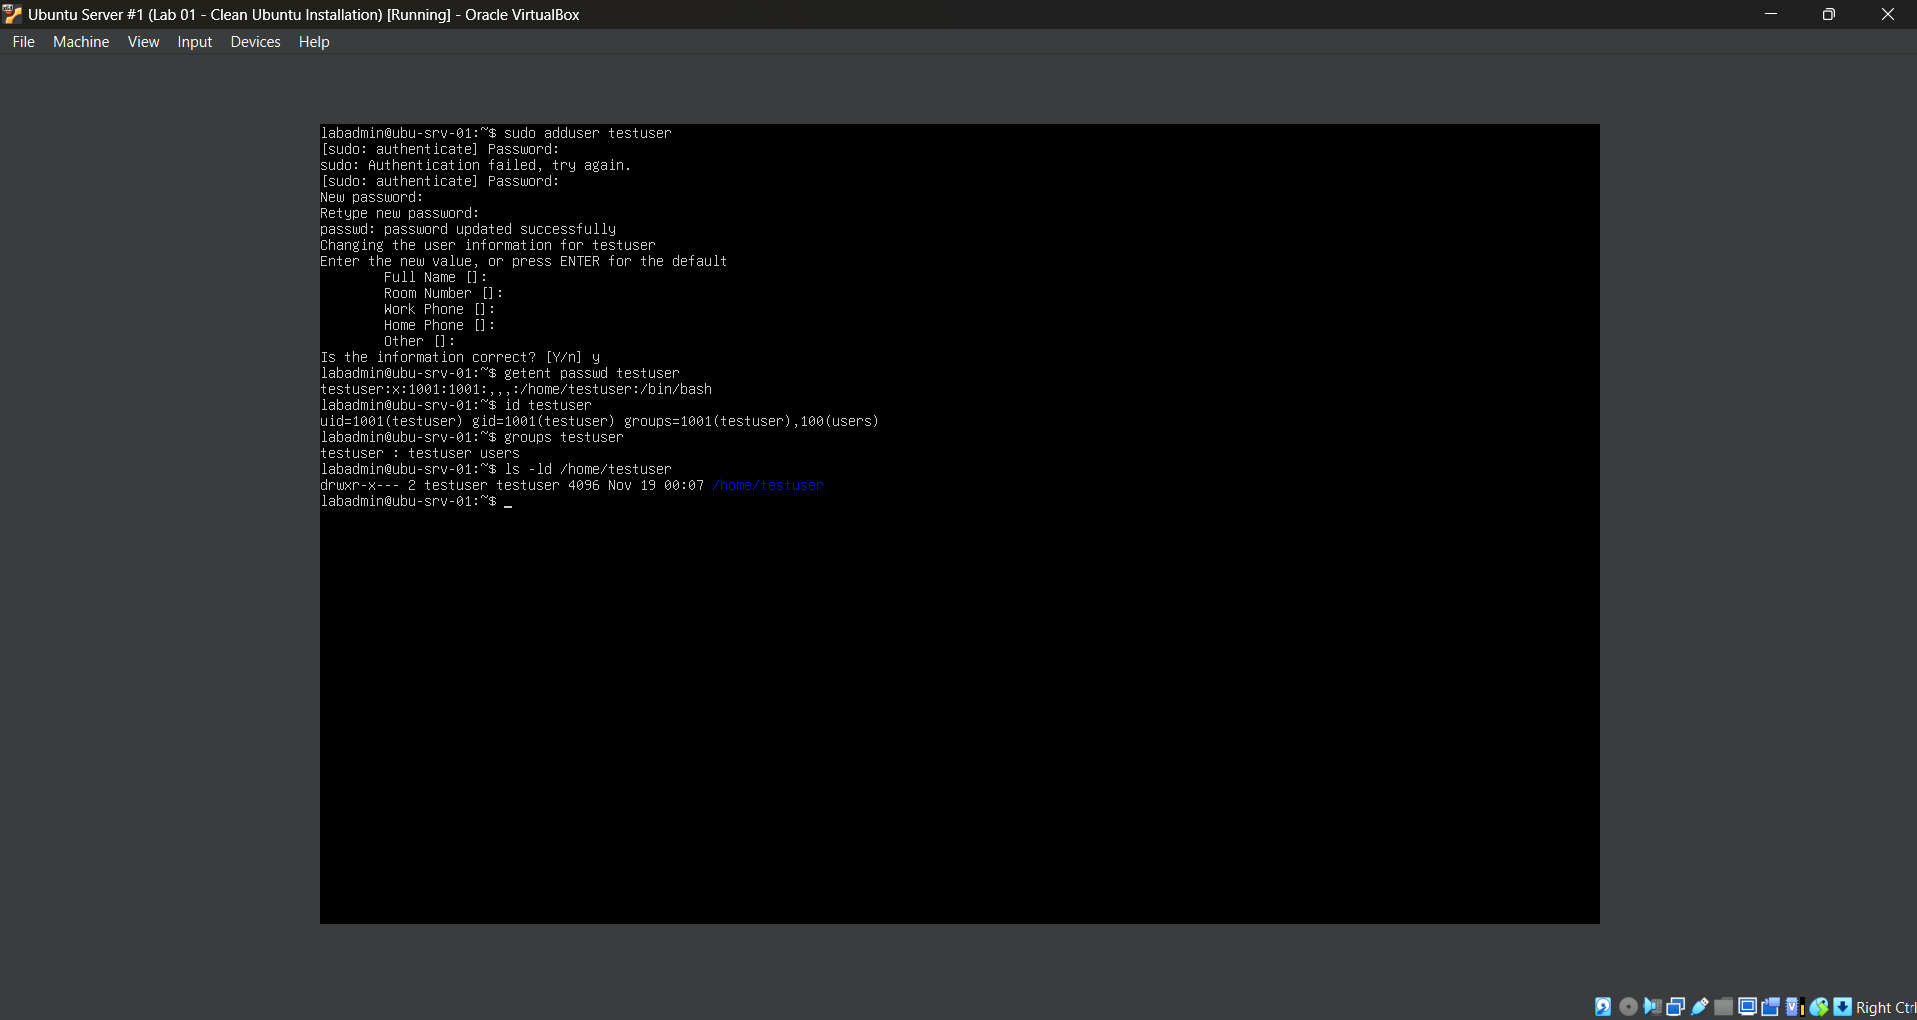 Ubuntu Server #1 (Lab 01 - Clean Ubuntu Installation) [Running] - Oracle VirtualBox
File Machine View Input Devices Help
labadmin@ubu-srv-01:~$ sudo adduser testuser
[sudo: authenticate] Password:
sudo: Authentication failed, try again.
[sudo: authenticate] Password:
New password:
Retype new password:
passwd: password updated successfully
Changing the user information for testuser
Enter the new value, or press ENTER for the default
Full Name []:
Room Number []:
Work Phone []:
Home Phone []:
Other []:
Is the information correct? [Y/n] y
labadmin@ubu-srv-01:~$ getent passwd testuser
testuser:x:1001:1001:,,,:/home/testuser:/bin/bash
labadmin@ubu-srv-01:~$ id testuser
uid=1001(testuser) gid=1001(testuser) groups=1001(testuser),100(users)
labadmin@ubu-srv-01:~$ groups testuser
testuser : testuser users
labadmin@ubu-srv-01:~$ ls -ld /home/testuser
drwxr-x--- 2 testuser testuser 4096 Nov 19 00:07 /home/testuser
labadmin@ubu-srv-01:~$ _
Right Ctrl